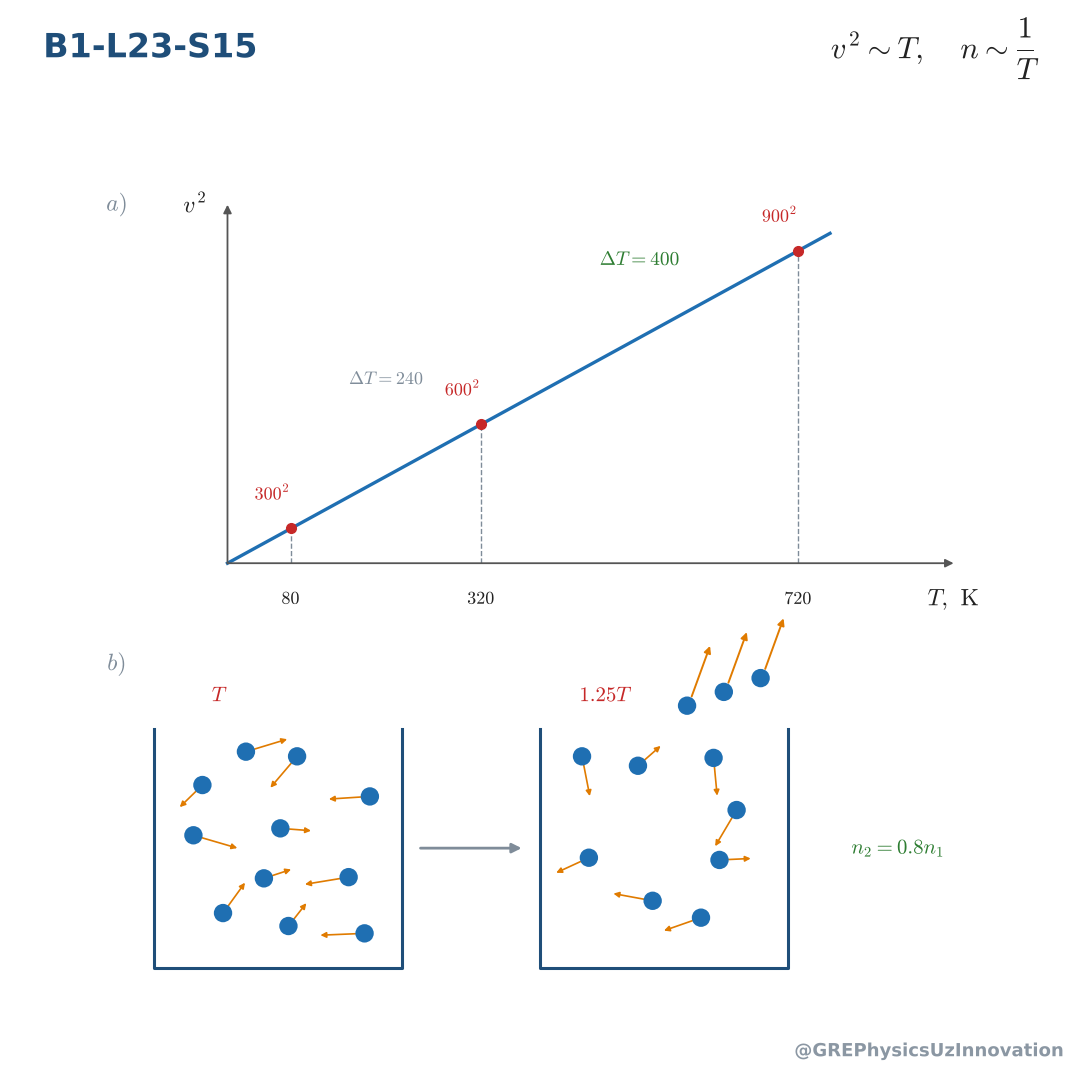 B1-L23-S15
v² ∼ T, n ∼ 1/T
a)
v²
900²
ΔT = 400
ΔT = 240
600²
300²
80
320
720
T, K
b)
T
1.25T
n₂ = 0.8n₁
@GREPhysicsUzInnovation